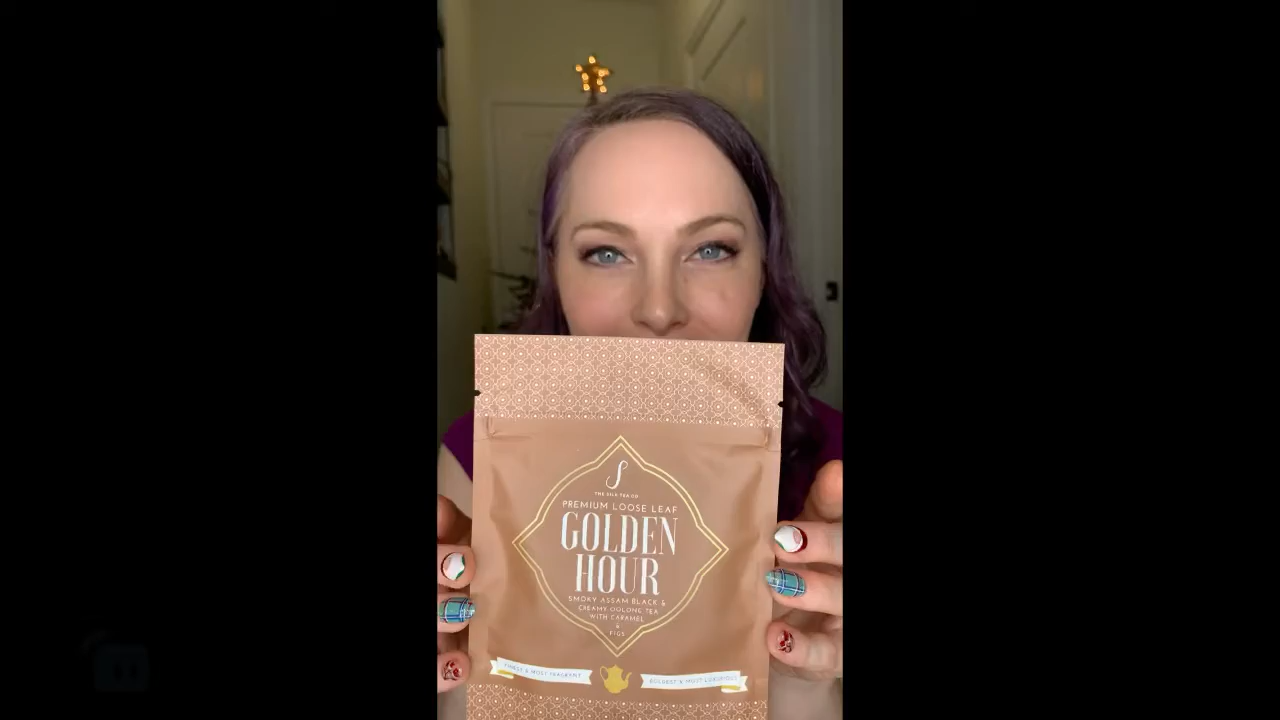 S
THE SILK TEA CO
PREMIUM LOOSE LEAF
GOLDEN
HOUR
SMOKY ASSAM BLACK &
CREAMY OOLONG TEA
WITH CARAMEL
&
FIGS
FINEST & MOST FRAGRANT
BOLDEST & MOST LUXURIOUS